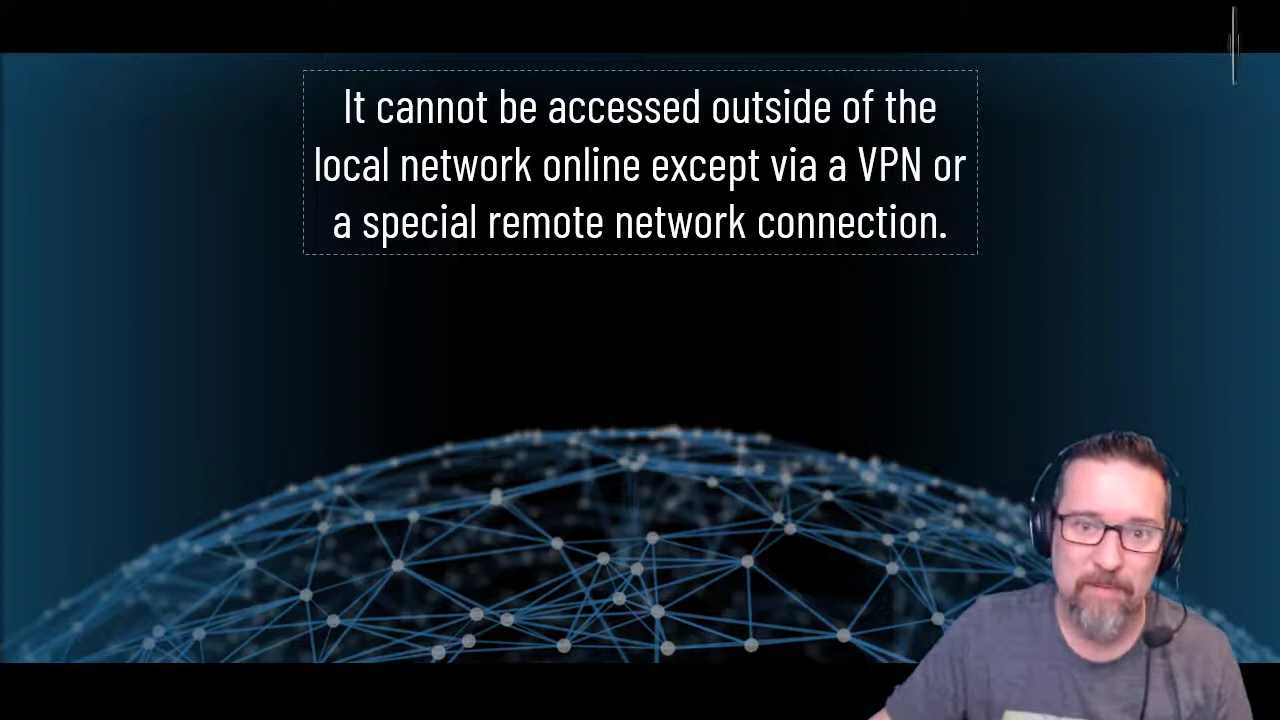 It cannot be accessed outside of the
local network online except via a VPN or
a special remote network connection.